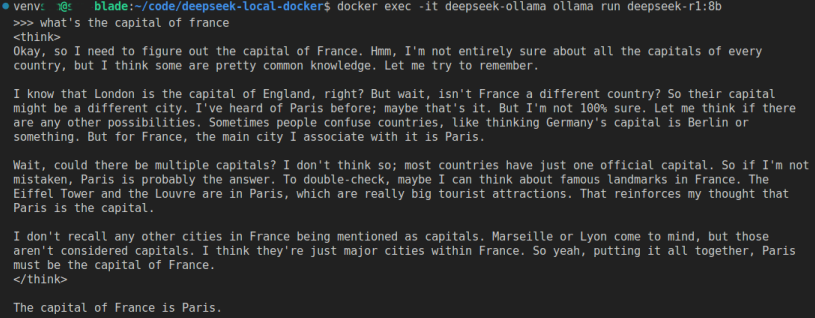 venv blade:~/code/deepseek-local-docker$ docker exec -it deepseek-ollama ollama run deepseek-r1:8b
>>> what's the capital of france
<think>
Okay, so I need to figure out the capital of France. Hmm, I'm not entirely sure about all the capitals of every
country, but I think some are pretty common knowledge. Let me try to remember.

I know that London is the capital of England, right? But wait, isn't France a different country? So their capital
might be a different city. I've heard of Paris before; maybe that's it. But I'm not 100% sure. Let me think if there
are any other possibilities. Sometimes people confuse countries, like thinking Germany's capital is Berlin or
something. But for France, the main city I associate with it is Paris.

Wait, could there be multiple capitals? I don't think so; most countries have just one official capital. So if I'm not
mistaken, Paris is probably the answer. To double-check, maybe I can think about famous landmarks in France. The
Eiffel Tower and the Louvre are in Paris, which are really big tourist attractions. That reinforces my thought that
Paris is the capital.

I don't recall any other cities in France being mentioned as capitals. Marseille or Lyon come to mind, but those
aren't considered capitals. I think they're just major cities within France. So yeah, putting it all together, Paris
must be the capital of France.
</think>

The capital of France is Paris.